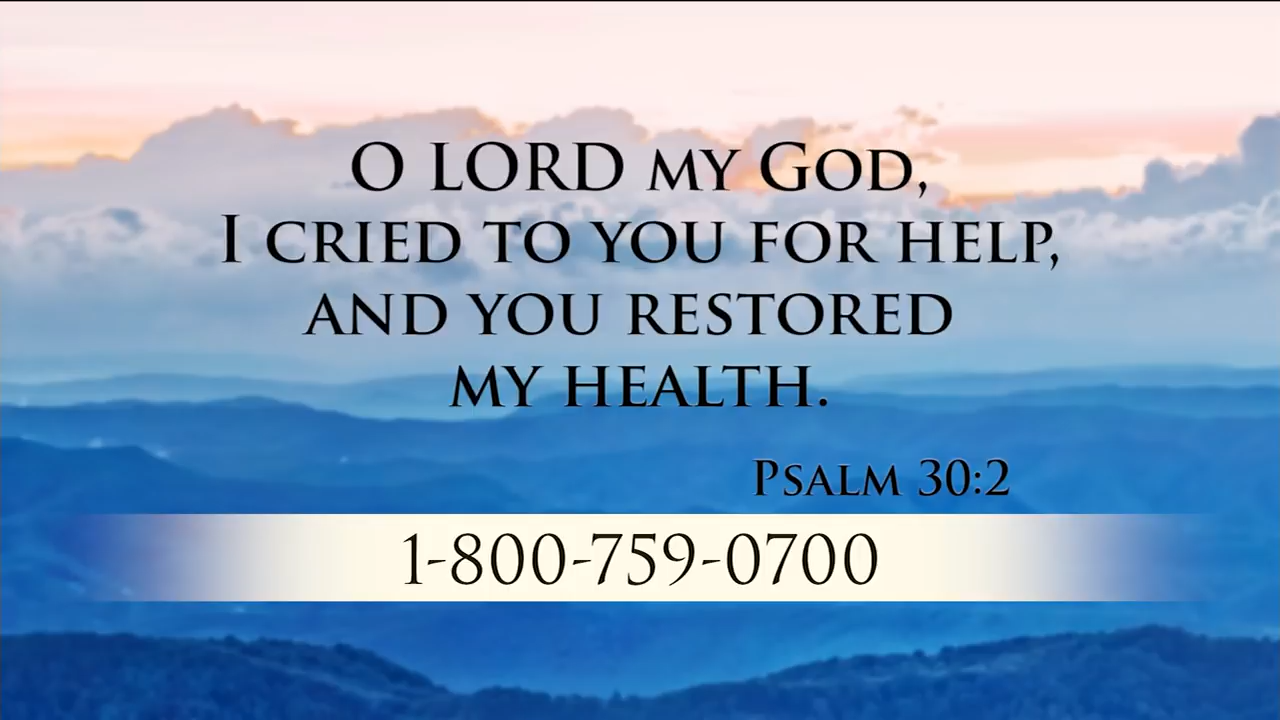 O LORD MY GOD,
I CRIED TO YOU FOR HELP,
AND YOU RESTORED
MY HEALTH.
PSALM 30:2
1-800-759-0700